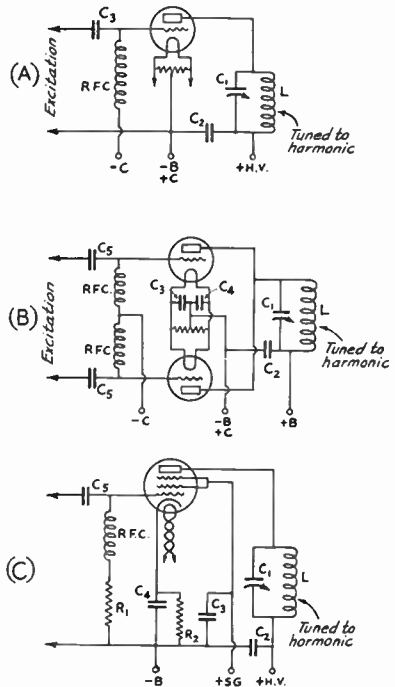 C3
(A)
Excitation
RFC
C1
L
C2
Tuned to
harmonic
-C
-B
+C
+H.V.
C5
(B)
Excitation
RFC.
C3
C4
C1
L
RFC
C2
Tuned to
harmonic
C5
-C
-B
+C
+B
C5
(C)
R.F.C.
C1
L
R1
C4
R2
C3
C2
Tuned to
harmonic
-B
+SG
+H.V.